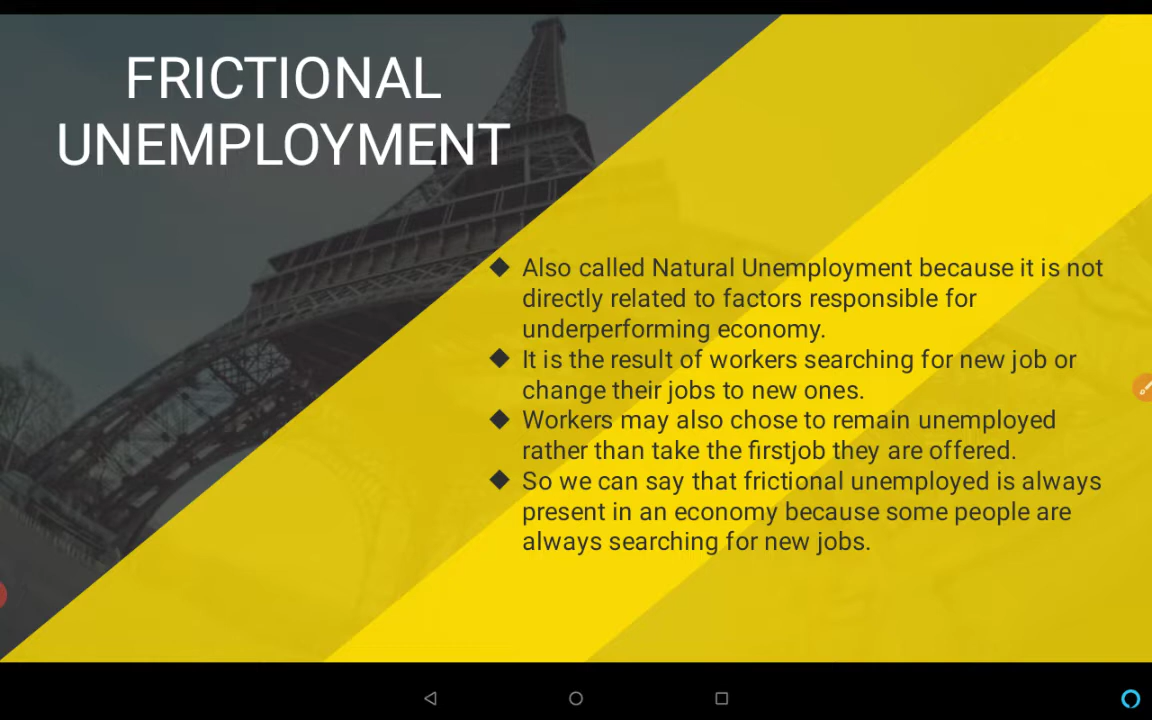 FRICTIONAL
UNEMPLOYMENT
◆ Also called Natural Unemployment because it is not
directly related to factors responsible for
underperforming economy.
◆ It is the result of workers searching for new job or
change their jobs to new ones.
◆ Workers may also chose to remain unemployed
rather than take the firstjob they are offered.
◆ So we can say that frictional unemployed is always
present in an economy because some people are
always searching for new jobs.